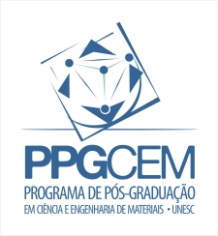 PPGCEM
PROGRAMA DE PÓS-GRADUAÇÃO
EM CIÊNCIA E ENGENHARIA DE MATERIAIS • UNESC